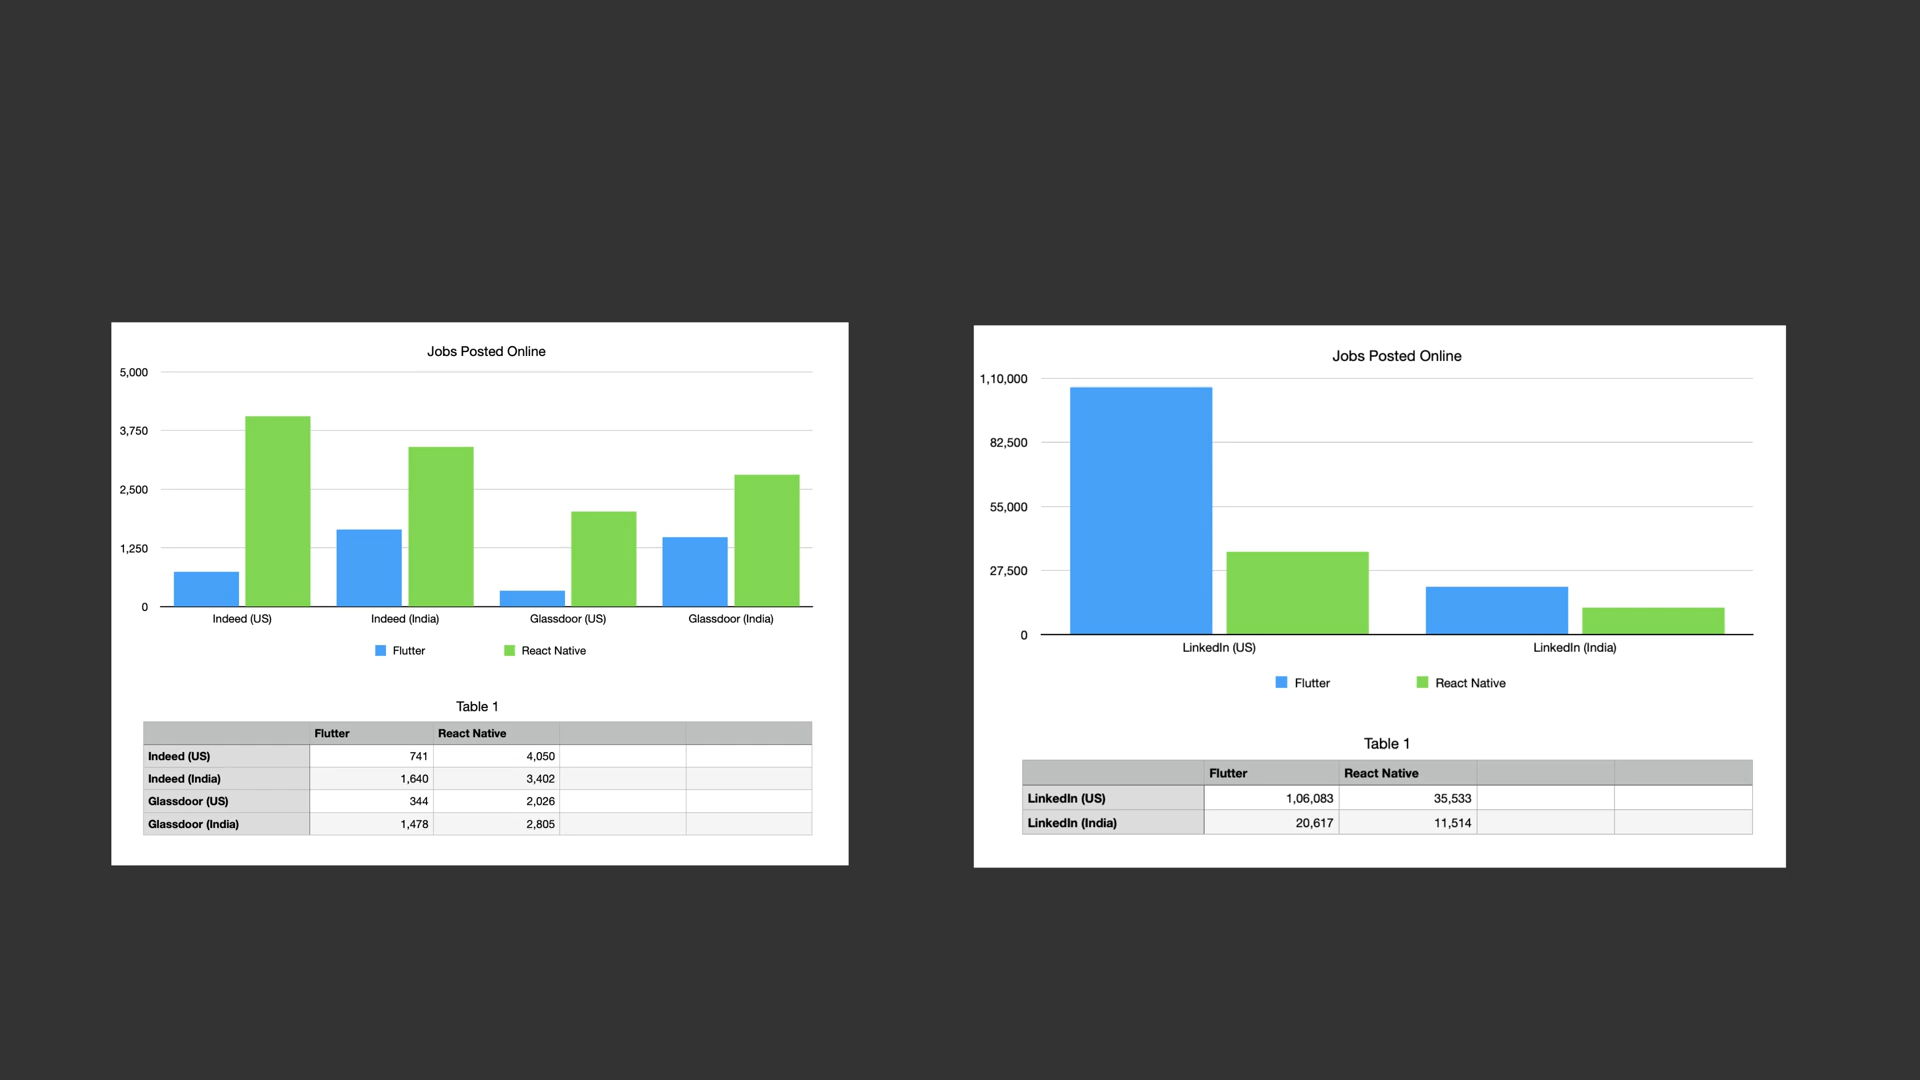 Jobs Posted Online
5,000
3,750
2,500
1,250
0
Indeed (US) Indeed (India) Glassdoor (US) Glassdoor (India)
Flutter React Native
Table 1
Flutter React Native
Indeed (US) 741 4,050
Indeed (India) 1,640 3,402
Glassdoor (US) 344 2,026
Glassdoor (India) 1,478 2,805
Jobs Posted Online
1,10,000
82,500
55,000
27,500
0
LinkedIn (US) LinkedIn (India)
Flutter React Native
Table 1
Flutter React Native
LinkedIn (US) 1,06,083 35,533
LinkedIn (India) 20,617 11,514